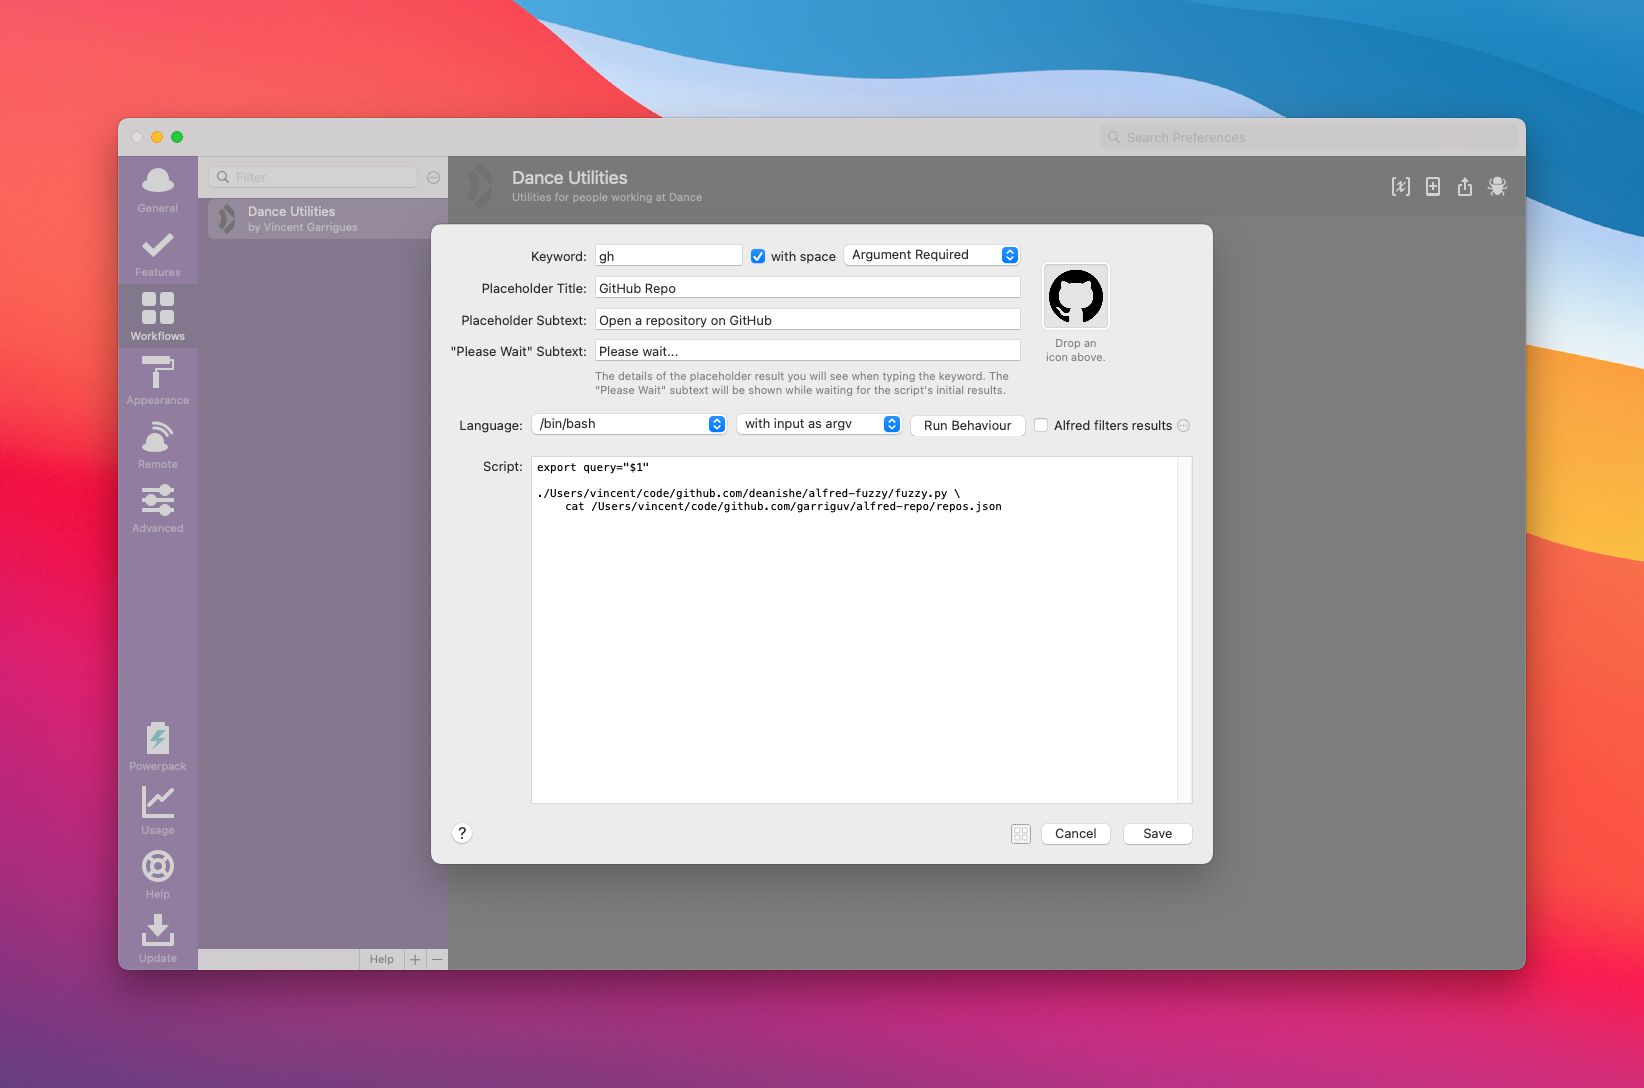 Search Preferences
General
Features
Workflows
Appearance
Remote
Advanced
Powerpack
Usage
Help
Update
Filter
Dance Utilities
by Vincent Garrigues
Help
Dance Utilities
Utilities for people working at Dance
Keyword: gh with space Argument Required
Placeholder Title: GitHub Repo
Placeholder Subtext: Open a repository on GitHub
"Please Wait" Subtext: Please wait...
The details of the placeholder result you will see when typing the keyword. The
"Please Wait" subtext will be shown while waiting for the script's initial results.
Drop an
icon above.
Language: /bin/bash with input as argv Run Behaviour Alfred filters results
Script: export query="$1"
./Users/vincent/code/github.com/deanishe/alfred-fuzzy/fuzzy.py \
cat /Users/vincent/code/github.com/garriguv/alfred-repo/repos.json
? Cancel Save